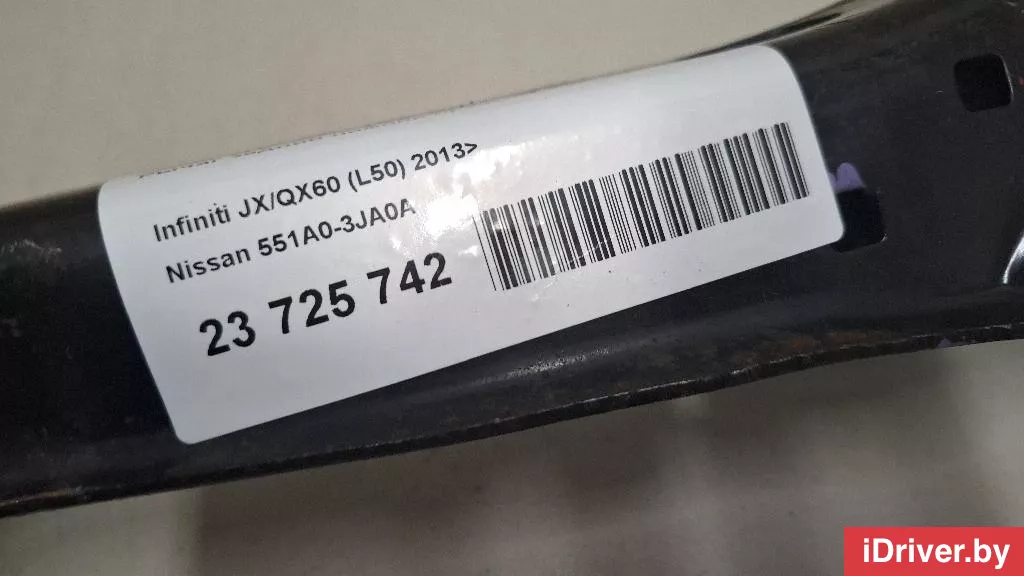 Infiniti JX/QX60 (L50) 2013>
Nissan 551A0-3JA0A
23 725 742
iDriver.by